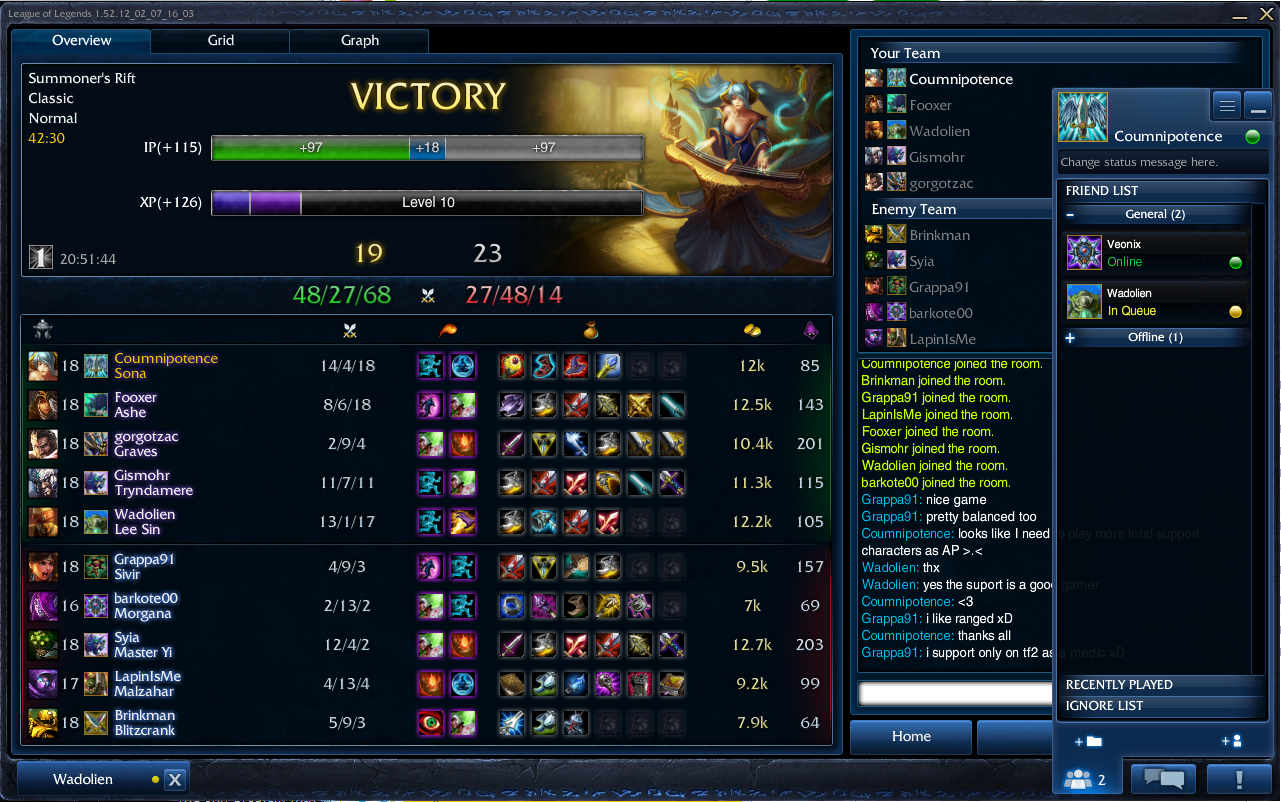 League of Legends 1.52.12_02_07_16_03
Overview
Grid
Graph
Summoner's Rift
Classic
Normal
42:30
VICTORY
IP(+115)
+97
+18
+97
XP(+126)
Level 10
20:51:44
19
23
48/27/68
27/48/14
18 Coumnipotence 14/4/18 12k 85
Sona
18 Fooxer 8/6/18 12.5k 143
Ashe
18 gorgotzac 2/9/4 10.4k 201
Graves
18 Gismohr 11/7/11 11.3k 115
Tryndamere
18 Wadolien 13/1/17 12.2k 105
Lee Sin
18 Grappa91 4/9/3 9.5k 157
Sivir
16 barkote00 2/13/2 7k 69
Morgana
18 Syia 12/4/2 12.7k 203
Master Yi
17 LapinIsMe 4/13/4 9.2k 99
Malzahar
18 Brinkman 5/9/3 7.9k 64
Blitzcrank
Your Team
Coumnipotence
Fooxer
Wadolien
Gismohr
gorgotzac
Enemy Team
Brinkman
Syia
Grappa91
barkote00
LapinIsMe
Coumnipotence joined the room.
Brinkman joined the room.
Grappa91 joined the room.
LapinIsMe joined the room.
Fooxer joined the room.
Gismohr joined the room.
Wadolien joined the room.
barkote00 joined the room.
Grappa91: nice game
Grappa91: pretty balanced too
Coumnipotence: looks like I need to play more total support
characters as AP >.<
Wadolien: thx
Wadolien: yes the suport is a good gamer
Coumnipotence: <3
Grappa91: i like ranged xD
Coumnipotence: thanks all
Grappa91: i support only on tf2 as a medic xD
Home
Coumnipotence
Change status message here.
FRIEND LIST
General (2)
Veonix
Online
Wadolien
In Queue
Offline (1)
RECENTLY PLAYED
IGNORE LIST
2
Wadolien